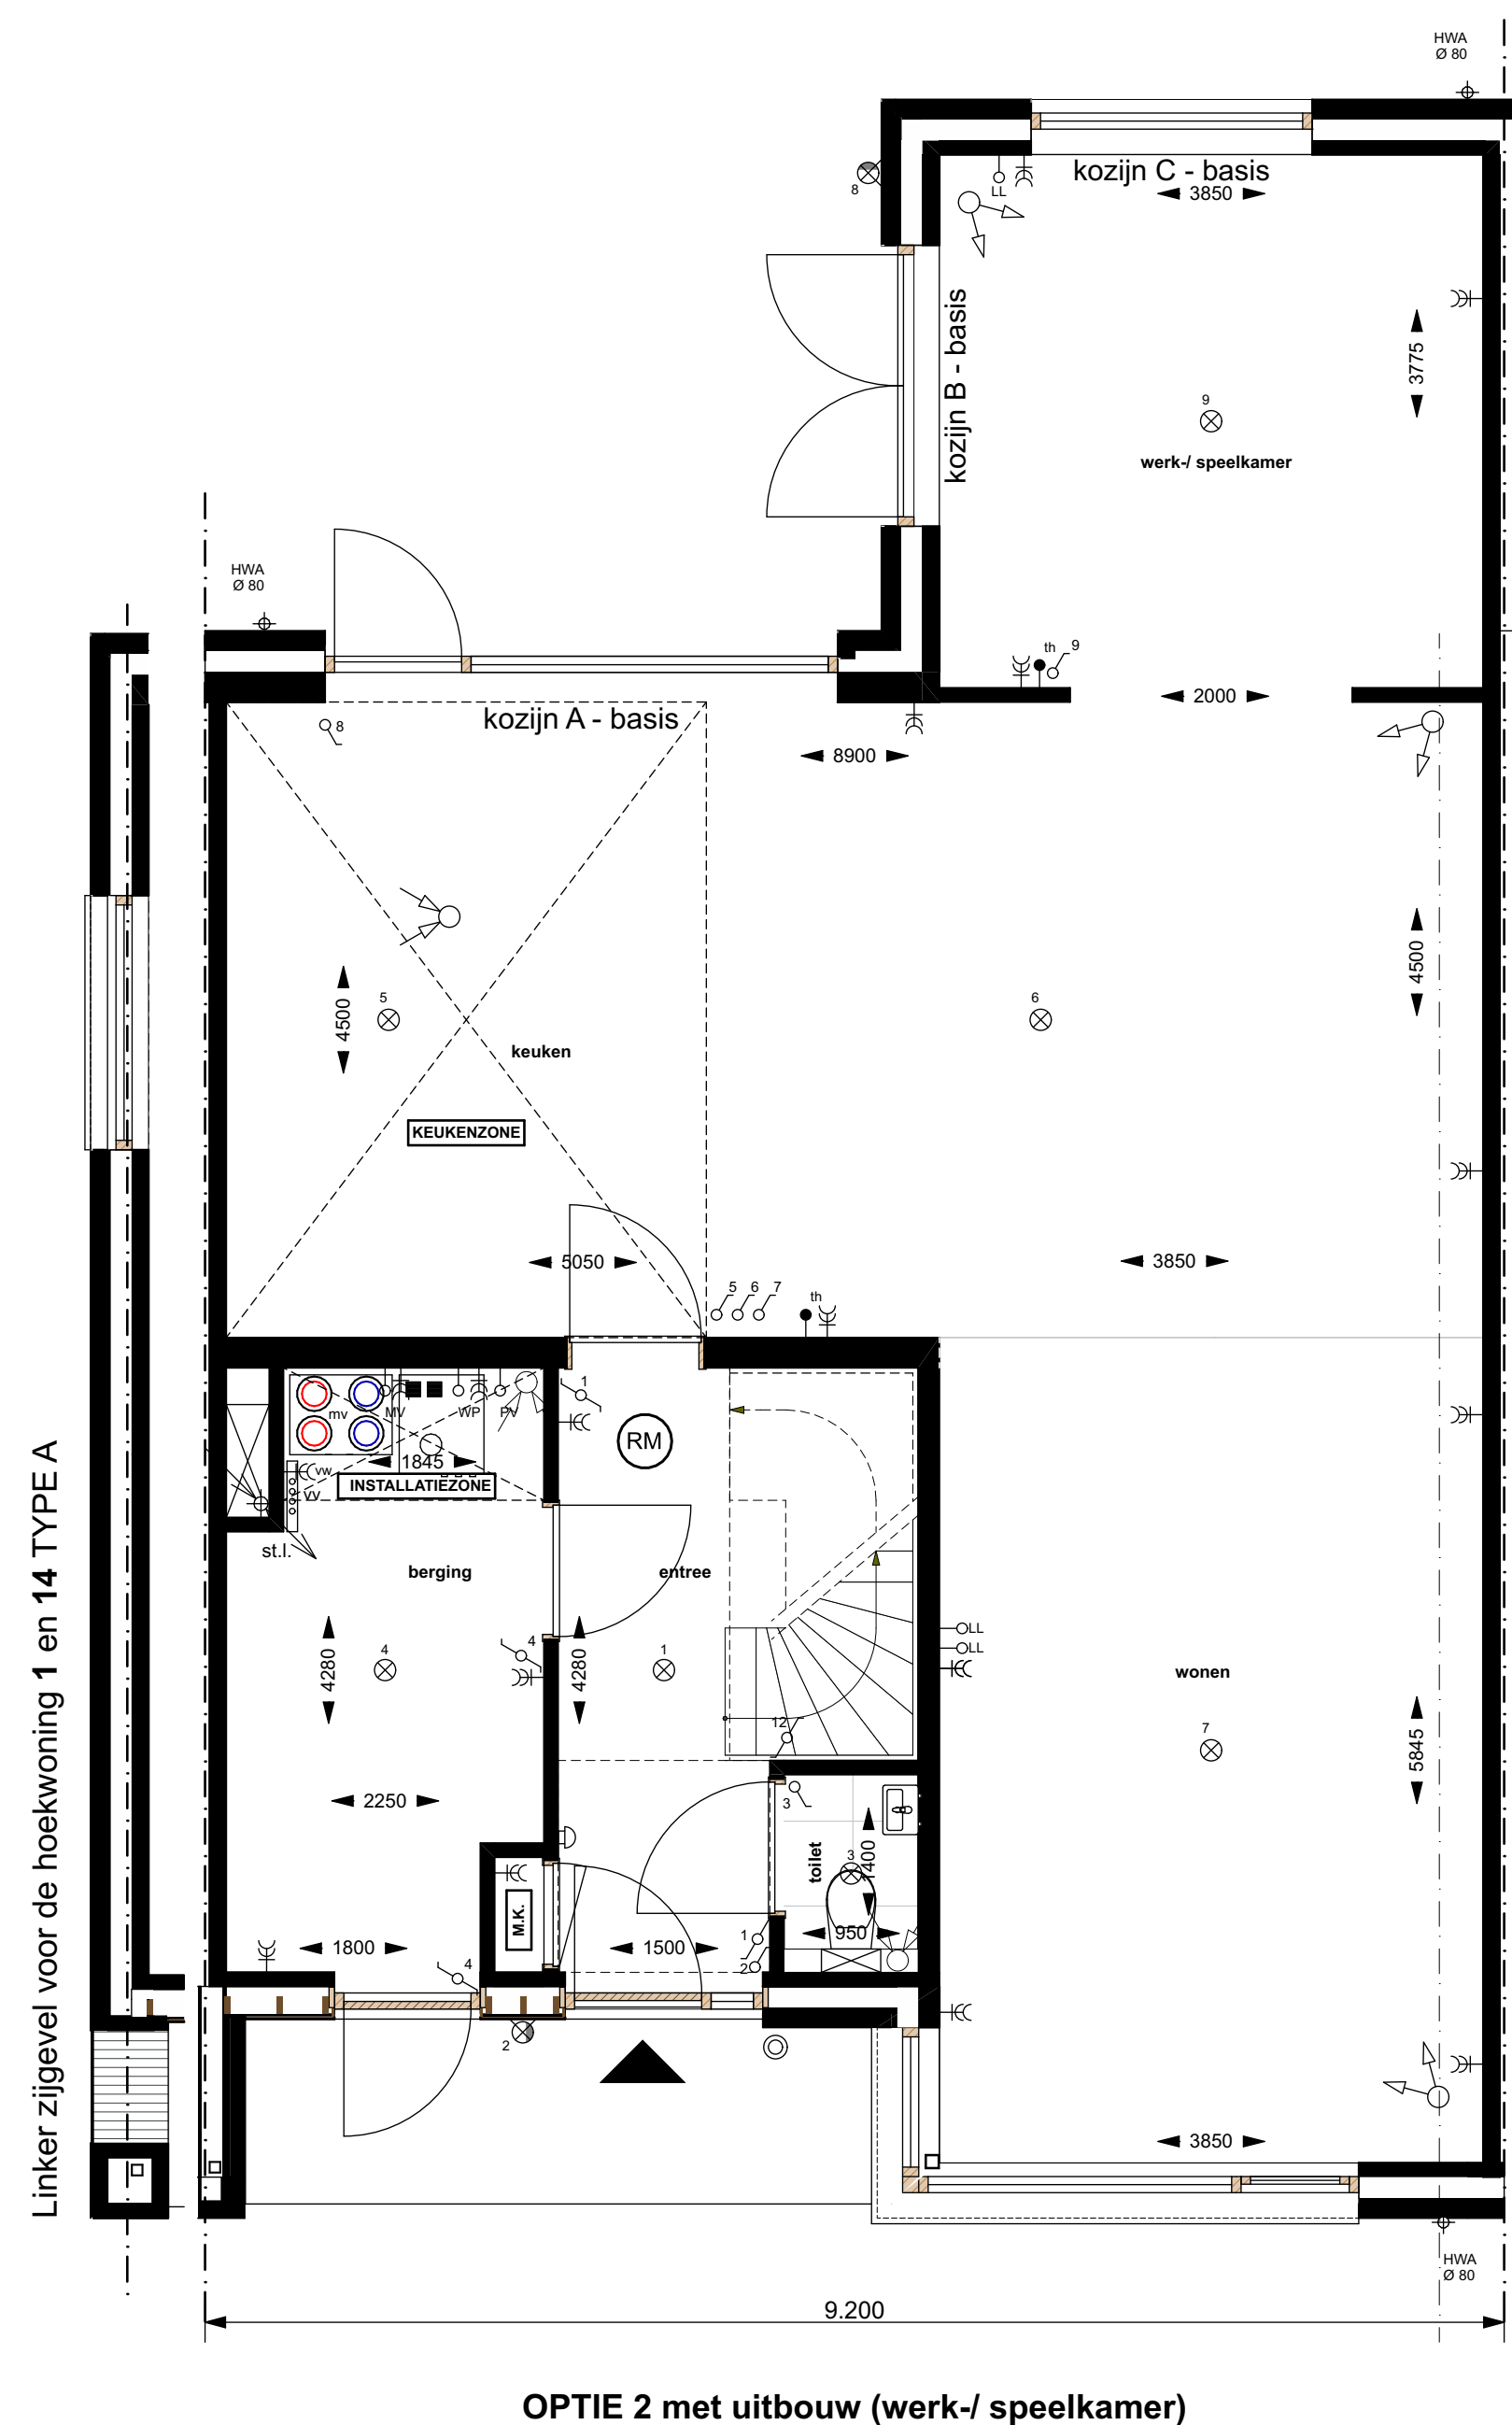 HWA
Ø 80
8
LL
kozijn C - basis
3850
kozijn B - basis
3775
9
werk-/ speelkamer
HWA
Ø 80
th
9
2000
8
kozijn A - basis
8900
4500
5
6
4500
keuken
KEUKENZONE
5050
3850
5
6
7
th
1
mv
MV
WP
PV
RM
1845
vw
INSTALLATIEZONE
VV
st.l.
berging
entree
LL
LL
4
4
1
4280
4280
wonen
12
7
5845
2250
3
toilet
3
1400
M.K.
950
1
1800
1500
4
2
2
3850
Linker zijgevel voor de hoekwoning 1 en 14 TYPE A
HWA
Ø 80
9.200
OPTIE 2 met uitbouw (werk-/ speelkamer)